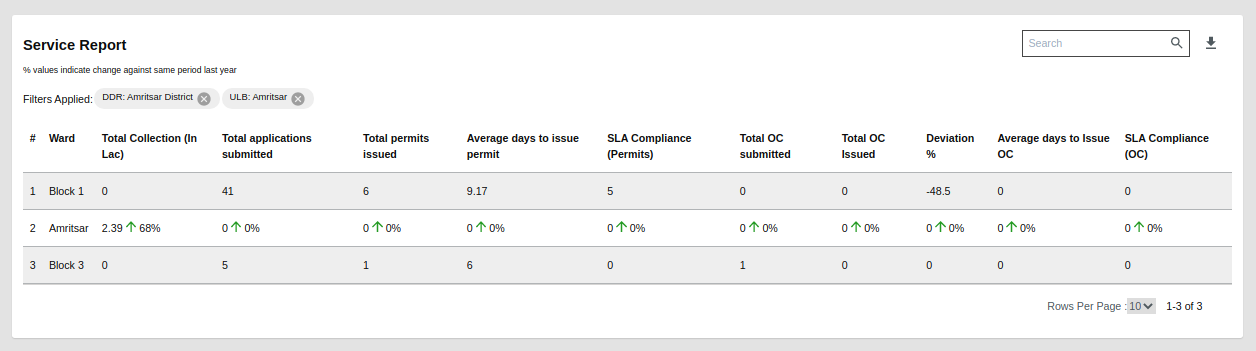 Service Report
Search
% values indicate change against same period last year
Filters Applied: DDR: Amritsar District ULB: Amritsar
# Ward Total Collection (In Lac) Total applications submitted Total permits issued Average days to issue permit SLA Compliance (Permits) Total OC submitted Total OC Issued Deviation % Average days to Issue OC SLA Compliance (OC)
1 Block 1 0 41 6 9.17 5 0 0 -48.5 0 0
2 Amritsar 2.39 68% 0 0% 0 0% 0 0% 0 0% 0 0% 0 0% 0 0% 0 0% 0 0%
3 Block 3 0 5 1 6 0 1 0 0 0 0
Rows Per Page : 10 1-3 of 3